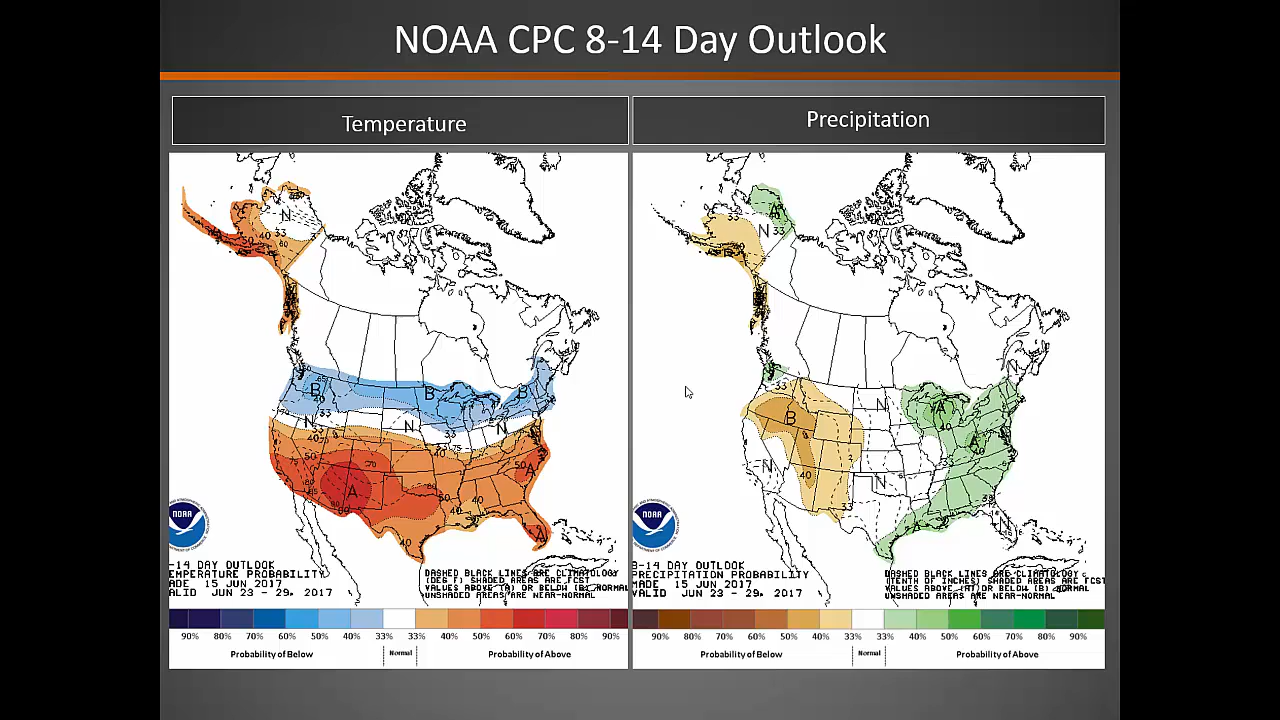 NOAA CPC 8-14 Day Outlook
Temperature
Precipitation
NOAA
-14 DAY OUTLOOK
EMPERATURE PROBABILITY
ADE 15 JUN 2017
ALID JUN 23 - 29, 2017
DASHED BLACK LINES ARE CLIMATOLOGY
(DEG F) SHADED AREAS ARE FCST
VALUES ABOVE (A) OR BELOW (B) NORMAL
UNSHADED AREAS ARE NEAR-NORMAL
90% 80% 70% 60% 50% 40% 33% 33% 40% 50% 60% 70% 80% 90%
Probability of Below
Normal
Probability of Above
NOAA
8-14 DAY OUTLOOK
PRECIPITATION PROBABILITY
MADE 15 JUN 2017
VALID JUN 23 - 29, 2017
DASHED BLACK LINES ARE CLIMATOLOGY
(TENTH OF INCHES) SHADED AREAS ARE FCST
VALUES ABOVE (A) OR BELOW (B) NORMAL
UNSHADED AREAS ARE NEAR-NORMAL
90% 80% 70% 60% 50% 40% 33% 33% 40% 50% 60% 70% 80% 90%
Probability of Below
Normal
Probability of Above